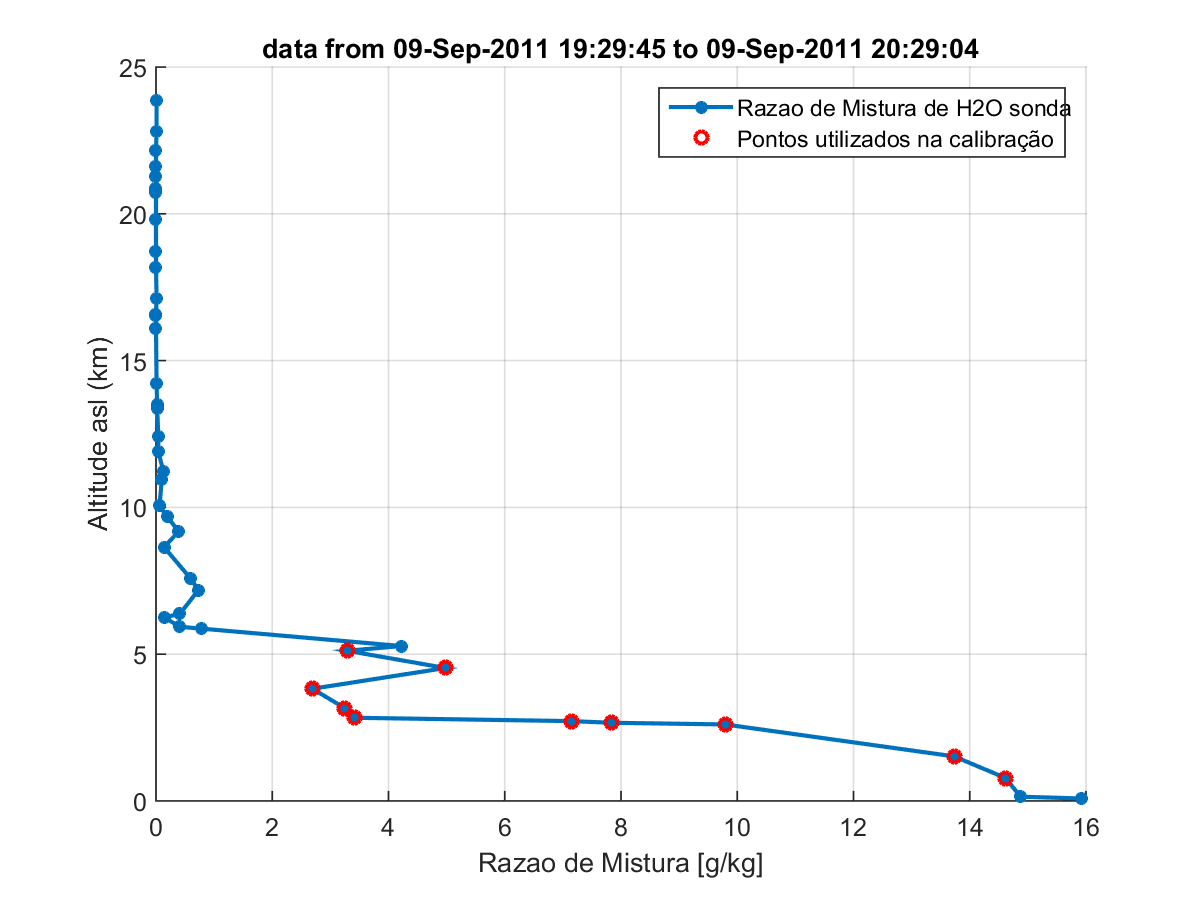 data from 09-Sep-2011 19:29:45 to 09-Sep-2011 20:29:04
Razao de Mistura de H2O sonda
Pontos utilizados na calibração
Altitude asl (km)
25
20
15
10
5
0
0 2 4 6 8 10 12 14 16
Razao de Mistura [g/kg]